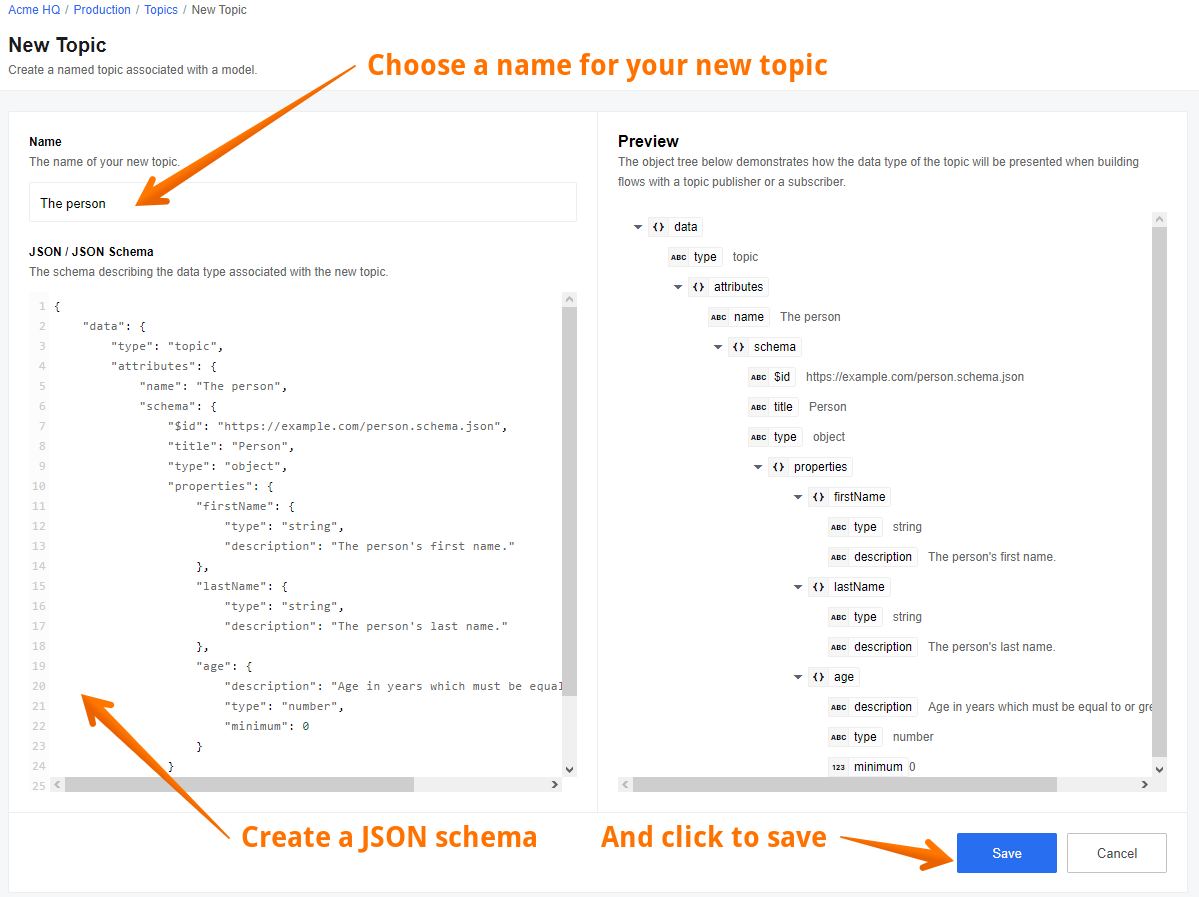 Acme HQ / Production / Topics / New Topic
New Topic
Create a named topic associated with a model.
Choose a name for your new topic
Name
The name of your new topic.
The person
JSON / JSON Schema
The schema describing the data type associated with the new topic.
1 {
2 "data": {
3 "type": "topic",
4 "attributes": {
5 "name": "The person",
6 "schema": {
7 "$id": "https://example.com/person.schema.json",
8 "title": "Person",
9 "type": "object",
10 "properties": {
11 "firstName": {
12 "type": "string",
13 "description": "The person's first name."
14 },
15 "lastName": {
16 "type": "string",
17 "description": "The person's last name."
18 },
19 "age": {
20 "description": "Age in years which must be equal
21 "type": "number",
22 "minimum": 0
23 }
24 }
25
Create a JSON schema
Preview
The object tree below demonstrates how the data type of the topic will be presented when building
flows with a topic publisher or a subscriber.
{} data
ABC type topic
{} attributes
ABC name The person
{} schema
ABC $id https://example.com/person.schema.json
ABC title Person
ABC type object
{} properties
{} firstName
ABC type string
ABC description The person's first name.
{} lastName
ABC type string
ABC description The person's last name.
{} age
ABC description Age in years which must be equal to or gre
ABC type number
123 minimum 0
And click to save
Save
Cancel